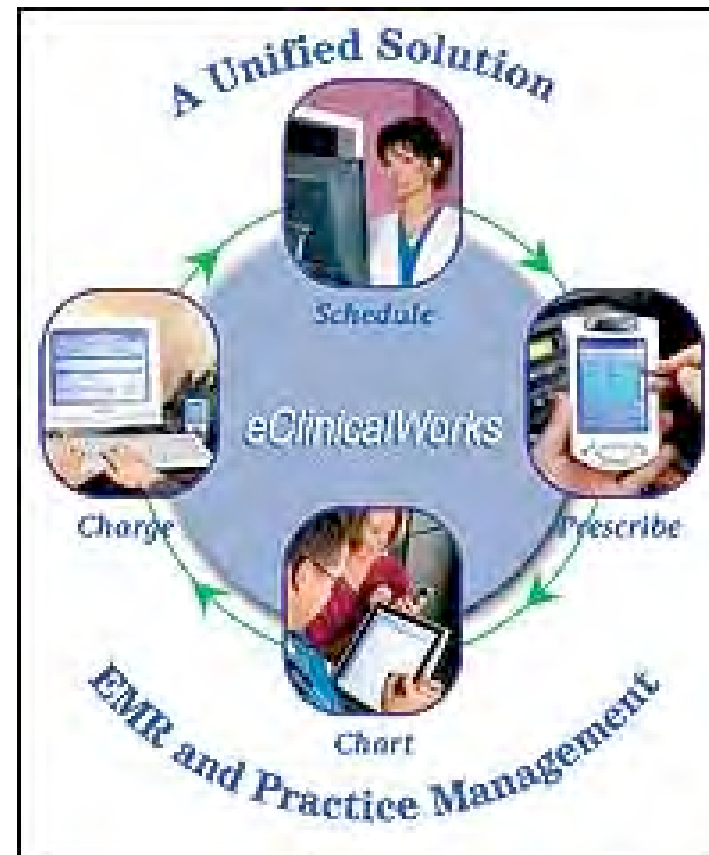 A Unified Solution
Schedule
eClinicalWorks
Charge
Prescribe
Chart
EMR and Practice Management